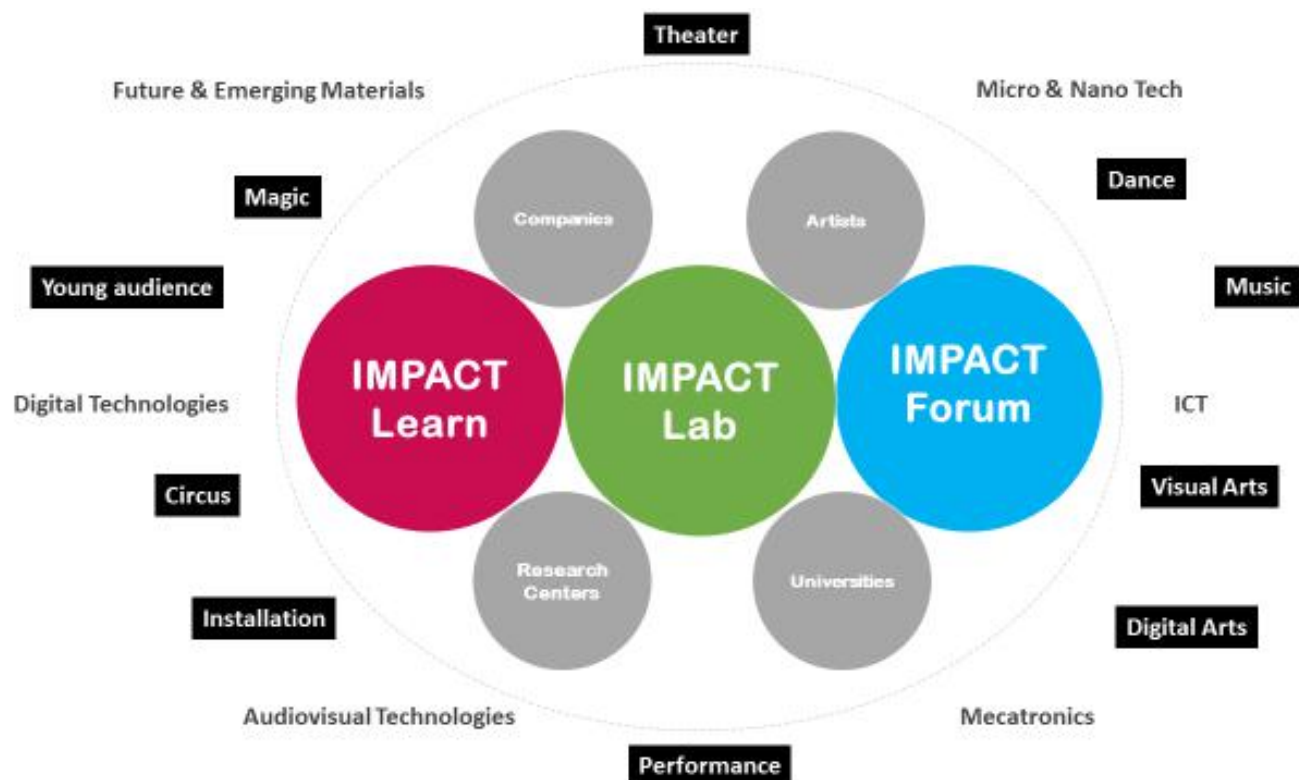 Theater
Future & Emerging Materials
Micro & Nano Tech
Magic
Dance
Companies
Artists
Young audience
Music
IMPACT
Learn
IMPACT
Lab
IMPACT
Forum
Digital Technologies
ICT
Circus
Visual Arts
Research
Centers
Universities
Installation
Digital Arts
Audiovisual Technologies
Mecatronics
Performance